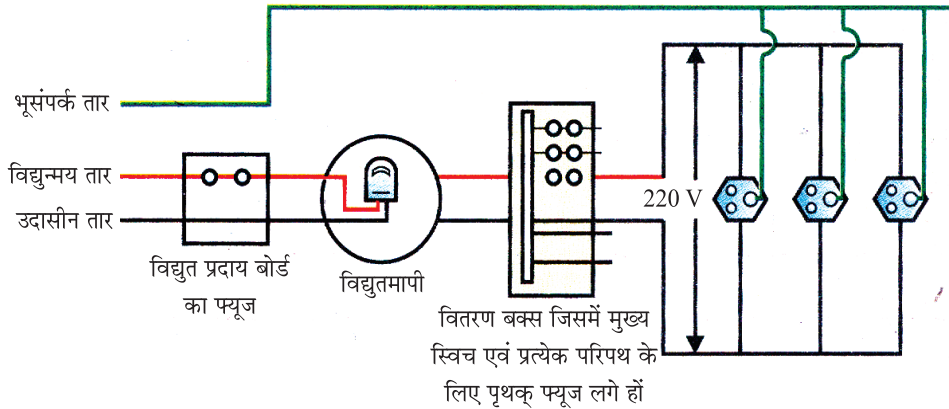 भूसंपर्क तार
विद्युन्मय तार
उदासीन तार
विद्युत प्रदाय बोर्ड
का फ्यूज
विद्युतमापी
वितरण बक्स जिसमें मुख्य
स्विच एवं प्रत्येक परिपथ के
लिए पृथक् फ्यूज लगे हों
220 V